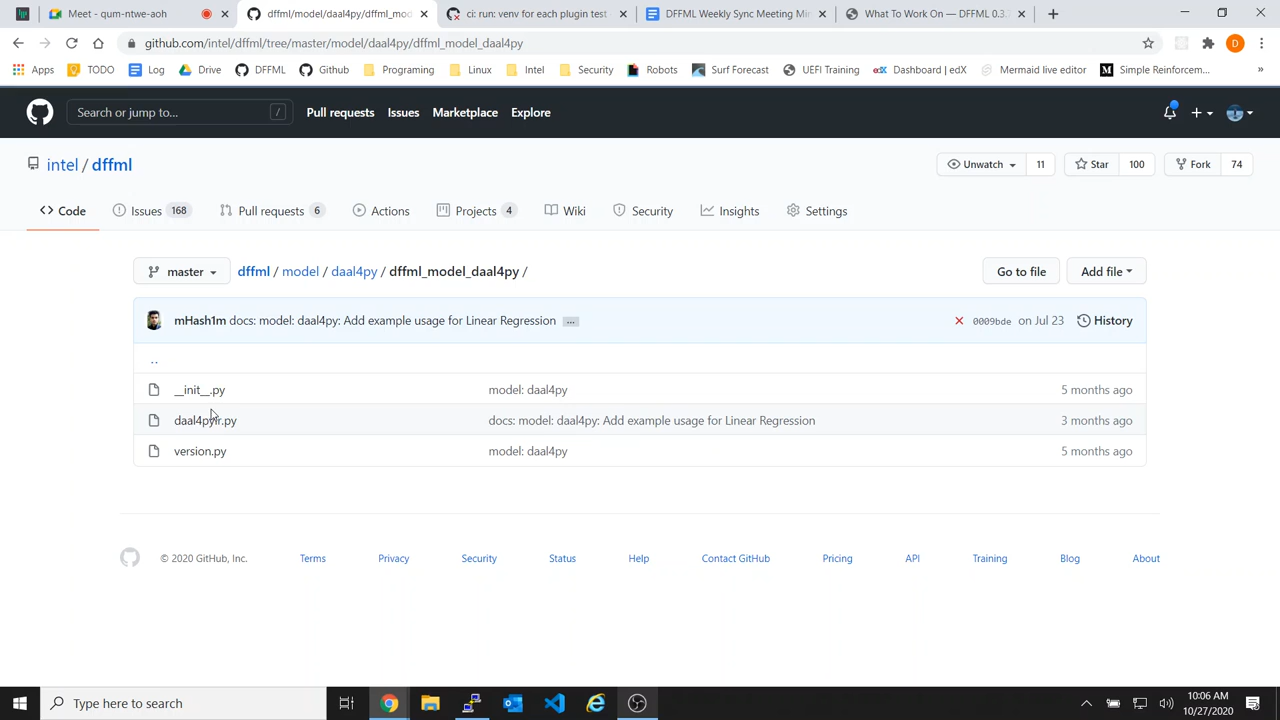 Meet - qum-ntwe-aoh
dffml/model/daal4py/dffml_mod
ci: run: venv for each plugin test
DFFML Weekly Sync Meeting Mi
What To Work On — DFFML 0.3.
github.com/intel/dffml/tree/master/model/daal4py/dffml_model_daal4py
D
Apps
TODO
Log
Drive
DFFML
Github
Programing
Linux
Intel
Security
Robots
Surf Forecast
UEFI Training
Dashboard | edX
Mermaid live editor
Simple Reinforcem...
»
Search or jump to...
/
Pull requests
Issues
Marketplace
Explore
intel / dffml
Unwatch
11
Star
100
Fork
74
Code
Issues 168
Pull requests 6
Actions
Projects 4
Wiki
Security
Insights
Settings
master
dffml / model / daal4py / dffml_model_daal4py /
Go to file
Add file
mHash1m docs: model: daal4py: Add example usage for Linear Regression ...
0009bde on Jul 23
History
..
__init__.py
model: daal4py
5 months ago
daal4pylr.py
docs: model: daal4py: Add example usage for Linear Regression
3 months ago
version.py
model: daal4py
5 months ago
© 2020 GitHub, Inc.
Terms
Privacy
Security
Status
Help
Contact GitHub
Pricing
API
Training
Blog
About
Type here to search
10:06 AM
10/27/2020